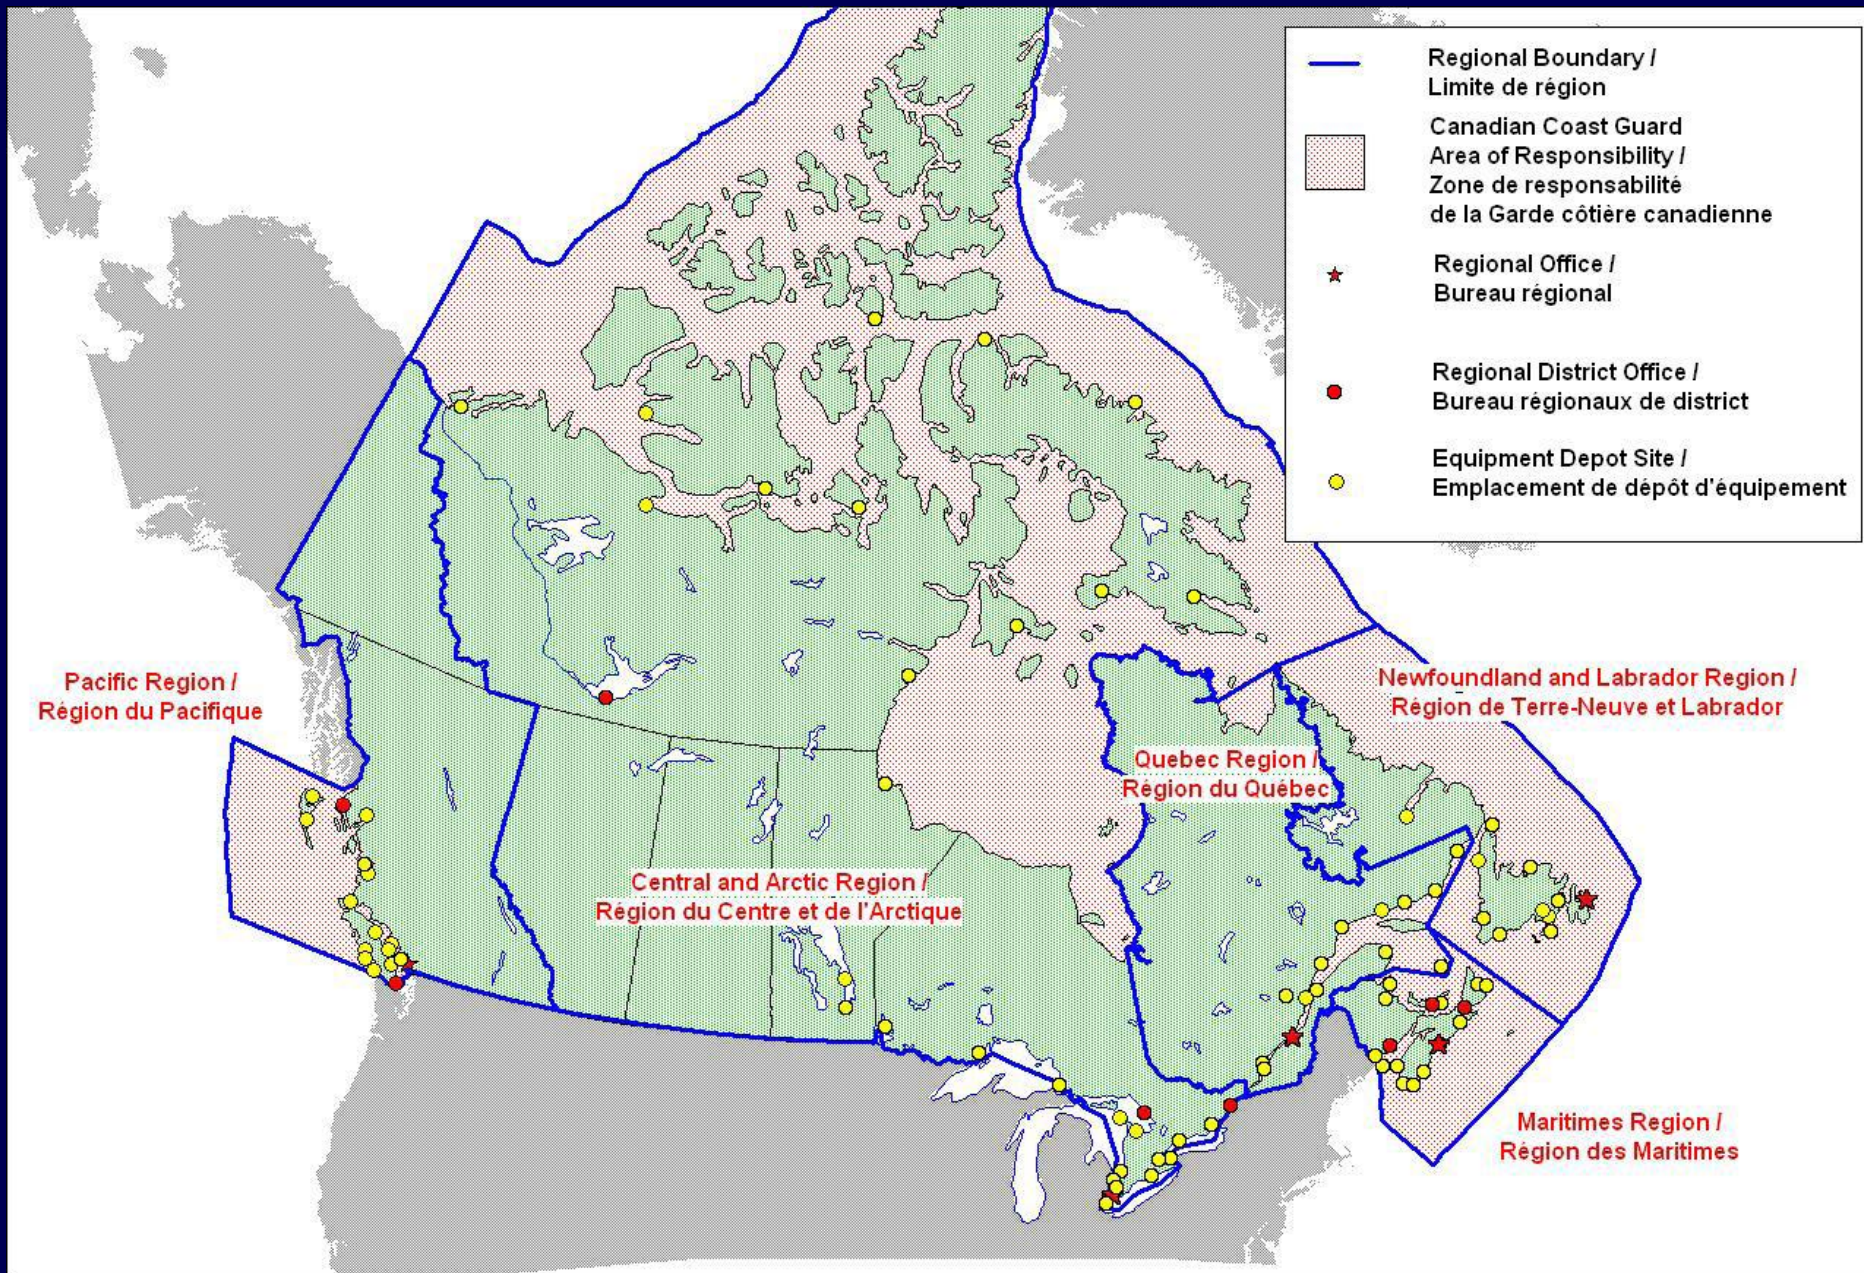 Regional Boundary /
Limite de région
Canadian Coast Guard
Area of Responsibility /
Zone de responsabilité
de la Garde côtière canadienne
Regional Office /
Bureau régional
Regional District Office /
Bureau régionaux de district
Equipment Depot Site /
Emplacement de dépôt d'équipement
Pacific Region /
Région du Pacifique
Newfoundland and Labrador Region /
Région de Terre-Neuve et Labrador
Quebec Region /
Région du Québec
Central and Arctic Region /
Région du Centre et de l'Arctique
Maritimes Region /
Région des Maritimes